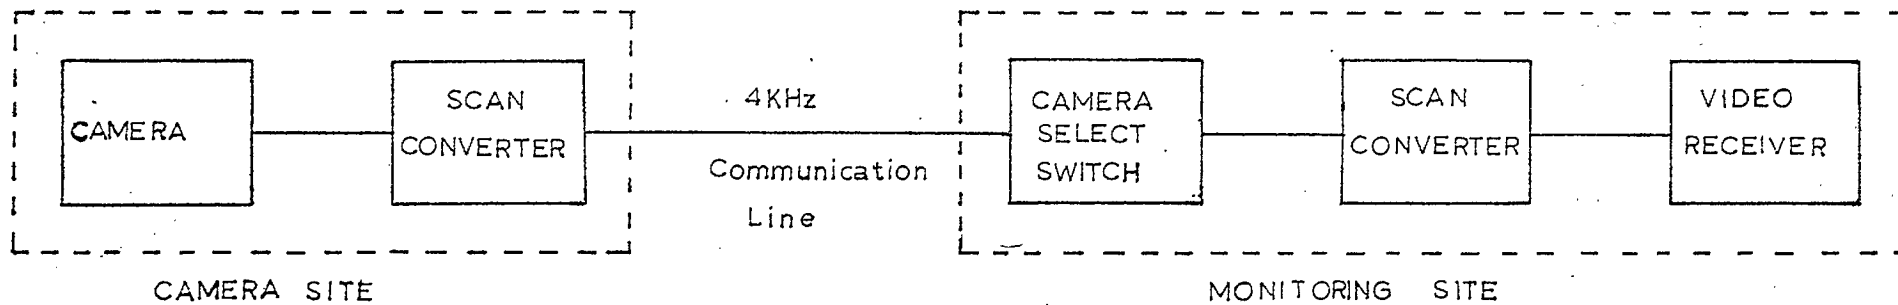 CAMERA
SCAN
CONVERTER
4KHz
Communication
Line
CAMERA
SELECT
SWITCH
SCAN
CONVERTER
VIDEO
RECEIVER
CAMERA SITE
MONITORING SITE